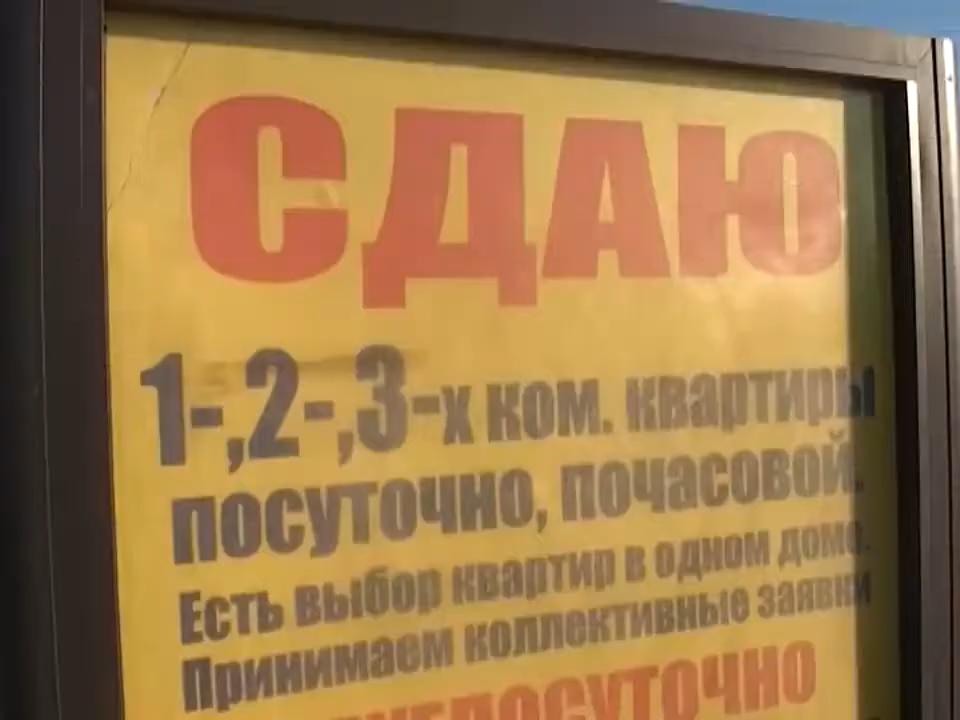 СДАЮ
1-,2-,3-х ком. квартиры
посуточно, почасовой.
Есть выбор квартир в одном доме.
Принимаем коллективные заявки